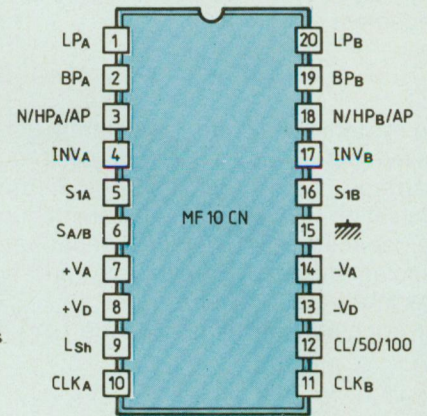 LPA 1 20 LPB
BPA 2 19 BPB
N/HPA/AP 3 18 N/HPB/AP
INVA 4 17 INVB
S1A 5 16 S1B
MF 10 CN
SA/B 6 15
+VA 7 14 -VA
+VD 8 13 -VD
LSh 9 12 CL/50/100
CLKA 10 11 CLKB
s